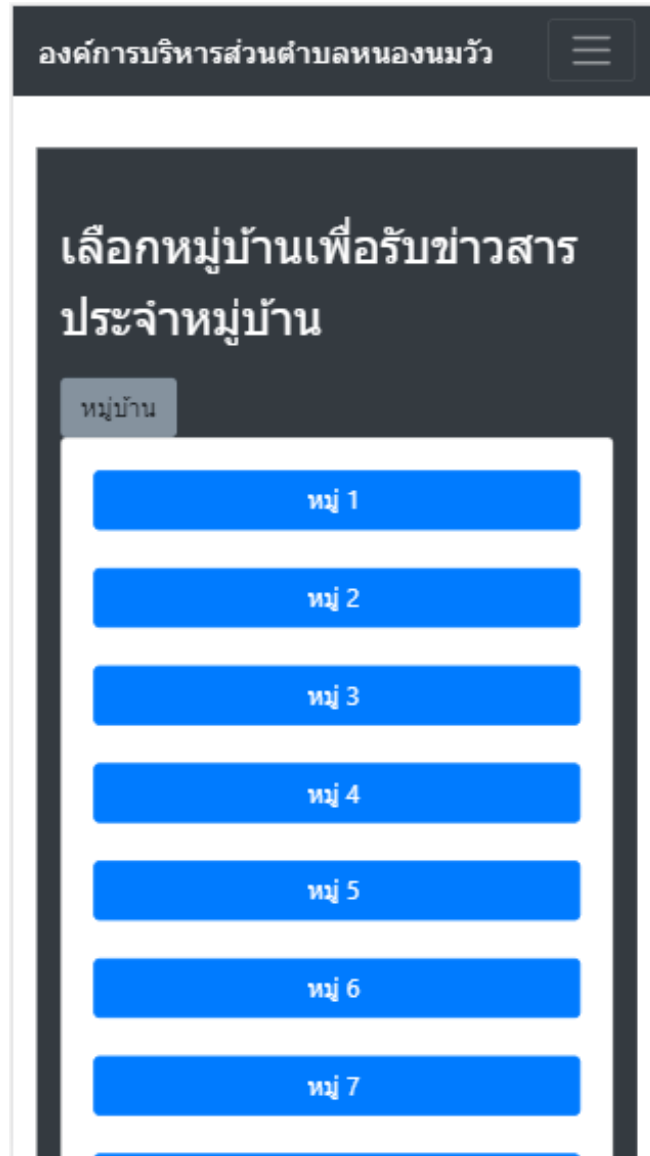 องค์การบริหารส่วนตำบลหนองนมวัว
เลือกหมู่บ้านเพื่อรับข่าวสาร
ประจำหมู่บ้าน
หมู่บ้าน
หมู่ 1
หมู่ 2
หมู่ 3
หมู่ 4
หมู่ 5
หมู่ 6
หมู่ 7